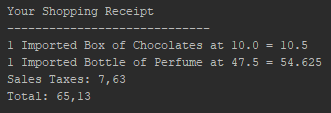 Your Shopping Receipt
-----------------------------
1 Imported Box of Chocolates at 10.0 = 10.5
1 Imported Bottle of Perfume at 47.5 = 54.625
Sales Taxes: 7,63
Total: 65,13